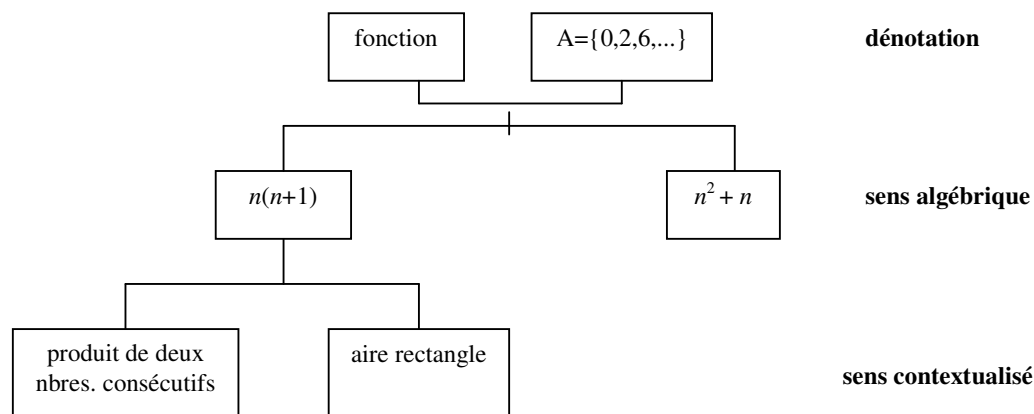 fonction
A={0,2,6,...}
dénotation
n(n+1)
n² + n
sens algébrique
produit de deux
nbres. consécutifs
aire rectangle
sens contextualisé